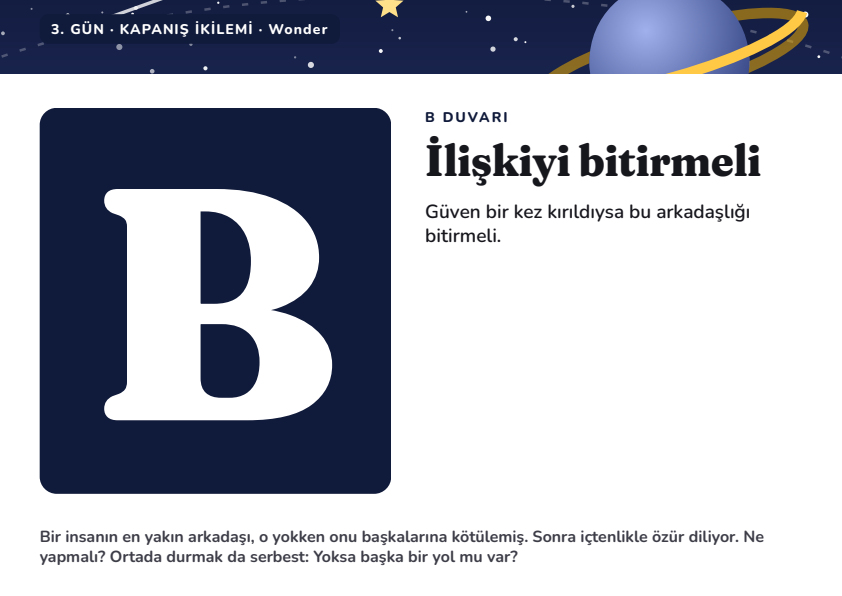 3. GÜN · KAPANIŞ İKİLEMİ · Wonder
B
B DUVARI
İlişkiyi bitirmeli
Güven bir kez kırıldıysa bu arkadaşlığı
bitirmeli.
Bir insanın en yakın arkadaşı, o yokken onu başkalarına kötülemiş. Sonra içtenlikle özür diliyor. Ne
yapmalı? Ortada durmak da serbest: Yoksa başka bir yol mu var?